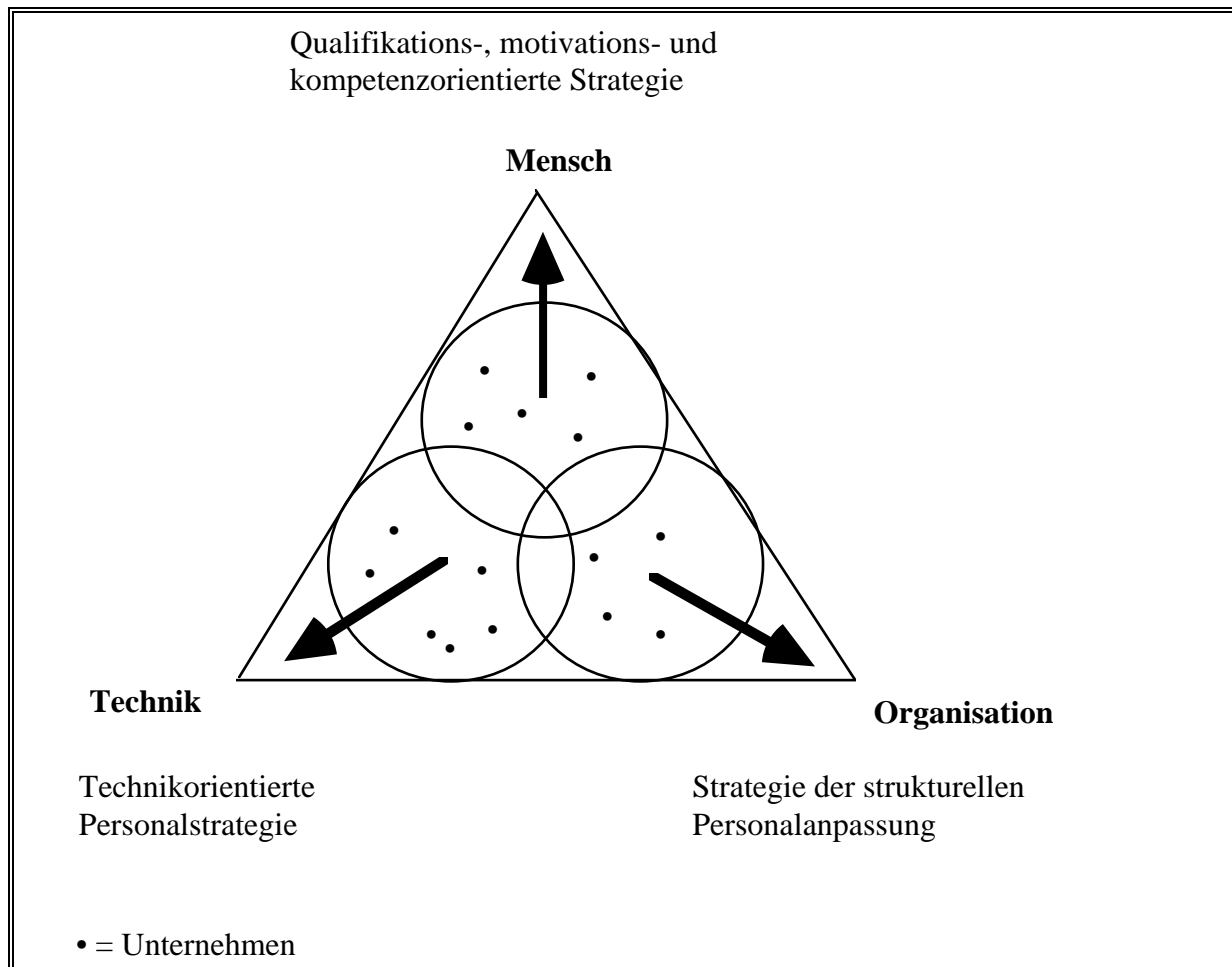 Qualifikations-, motivations- und
kompetenzorientierte Strategie
Mensch
Technik
Organisation
Technikorientierte
Personalstrategie
Strategie der strukturellen
Personalanpassung
• = Unternehmen